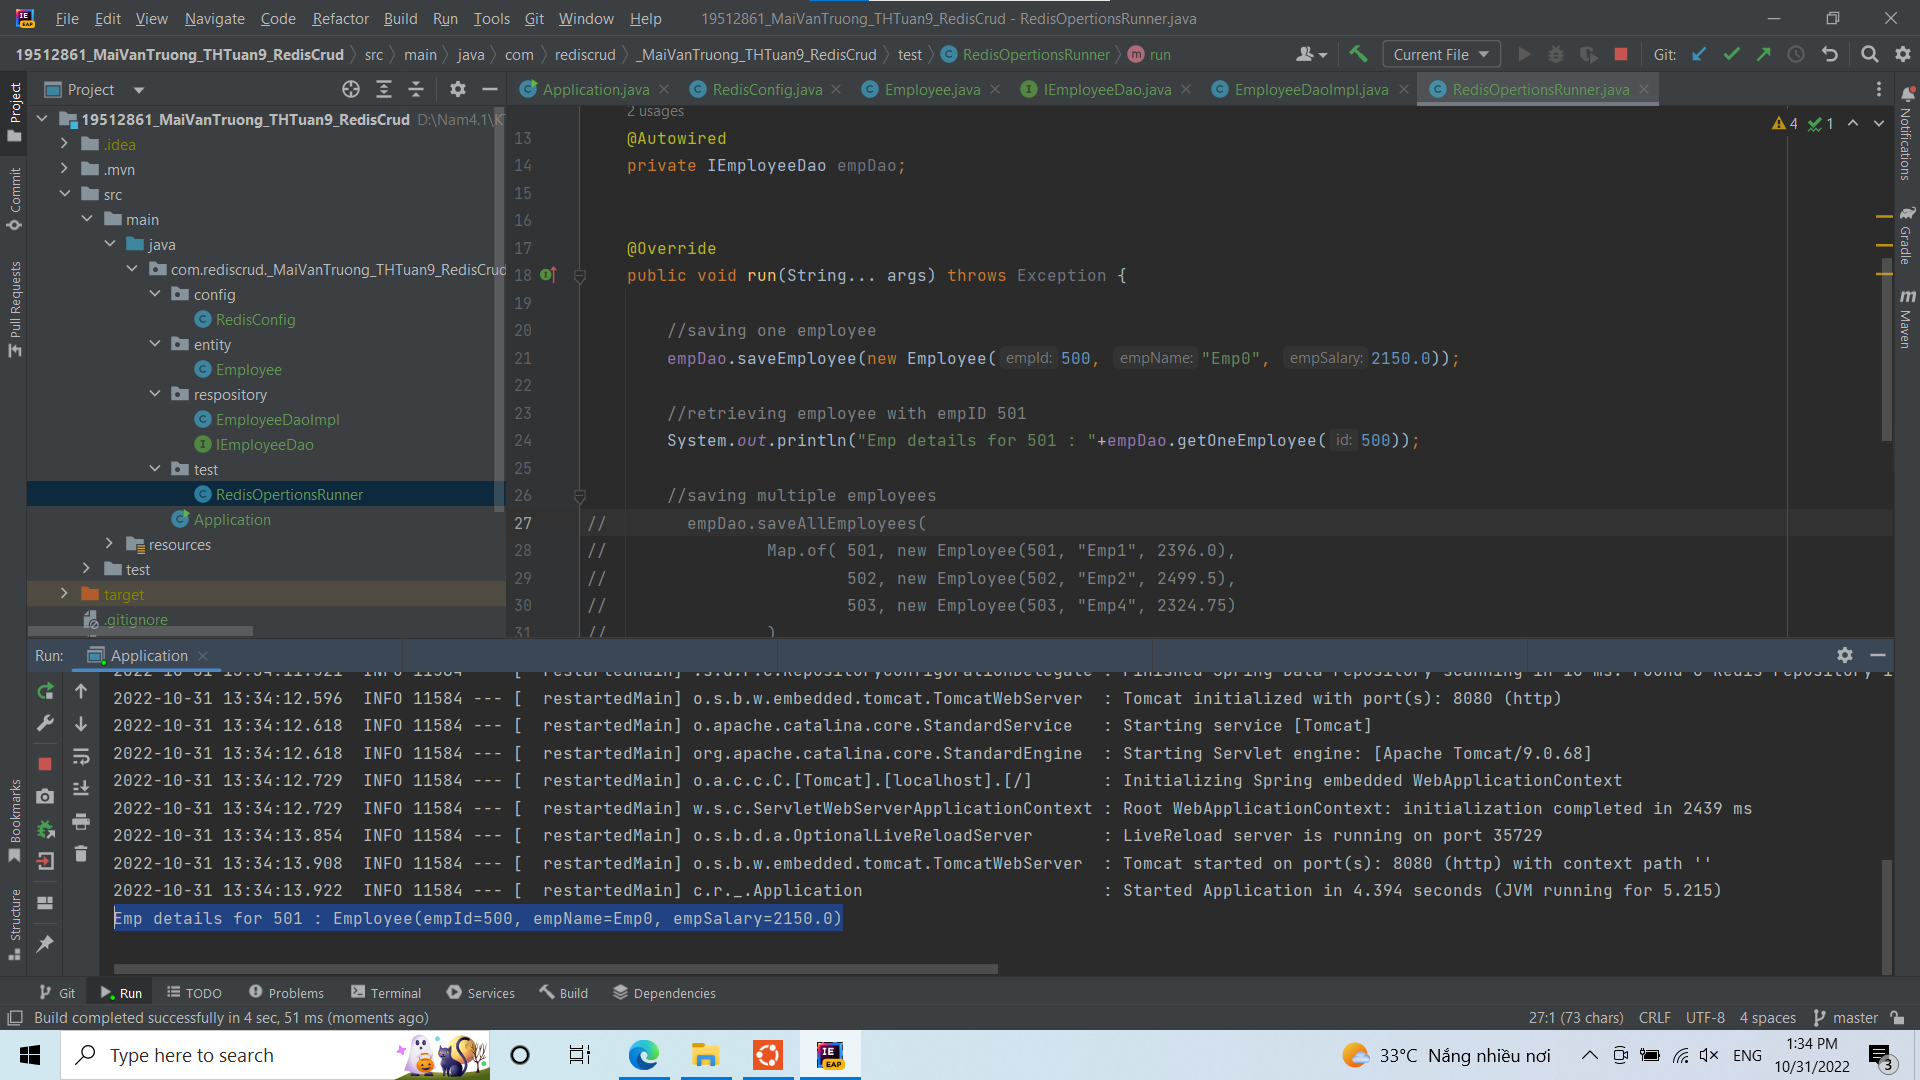 File Edit View Navigate Code Refactor Build Run Tools Git Window Help 19512861_MaiVanTruong_THTuan9_RedisCrud - RedisOpertionsRunner.java
19512861_MaiVanTruong_THTuan9_RedisCrud src main java com rediscrud _MaiVanTruong_THTuan9_RedisCrud test RedisOpertionsRunner run Current File Git:
Project
Application.java RedisConfig.java Employee.java IEmployeeDao.java EmployeeDaoImpl.java RedisOpertionsRunner.java
Project
Commit
Pull Requests
Bookmarks
Structure
19512861_MaiVanTruong_THTuan9_RedisCrud D:\Nam4.1\
.idea
.mvn
src
main
java
com.rediscrud._MaiVanTruong_THTuan9_RedisCrud
config
RedisConfig
entity
Employee
respository
EmployeeDaoImpl
IEmployeeDao
test
RedisOpertionsRunner
Application
resources
test
target
.gitignore
2 usages
4 1
13 @Autowired
14 private IEmployeeDao empDao;
15
16
17 @Override
18 public void run(String... args) throws Exception {
19
20 //saving one employee
21 empDao.saveEmployee(new Employee( empId: 500, empName: "Emp0", empSalary: 2150.0));
22
23 //retrieving employee with empID 501
24 System.out.println("Emp details for 501 : "+empDao.getOneEmployee( id: 500));
25
26 //saving multiple employees
27 // empDao.saveAllEmployees(
28 // Map.of( 501, new Employee(501, "Emp1", 2396.0),
29 // 502, new Employee(502, "Emp2", 2499.5),
30 // 503, new Employee(503, "Emp4", 2324.75)
31 // )
Notifications
Gradle
Maven
Run: Application
2022-10-31 13:34:12.596 INFO 11584 --- [ restartedMain] o.s.b.w.embedded.tomcat.TomcatWebServer : Tomcat initialized with port(s): 8080 (http)
2022-10-31 13:34:12.618 INFO 11584 --- [ restartedMain] o.apache.catalina.core.StandardService : Starting service [Tomcat]
2022-10-31 13:34:12.618 INFO 11584 --- [ restartedMain] org.apache.catalina.core.StandardEngine : Starting Servlet engine: [Apache Tomcat/9.0.68]
2022-10-31 13:34:12.729 INFO 11584 --- [ restartedMain] o.a.c.c.C.[Tomcat].[localhost].[/] : Initializing Spring embedded WebApplicationContext
2022-10-31 13:34:12.729 INFO 11584 --- [ restartedMain] w.s.c.ServletWebServerApplicationContext : Root WebApplicationContext: initialization completed in 2439 ms
2022-10-31 13:34:13.854 INFO 11584 --- [ restartedMain] o.s.b.d.a.OptionalLiveReloadServer : LiveReload server is running on port 35729
2022-10-31 13:34:13.908 INFO 11584 --- [ restartedMain] o.s.b.w.embedded.tomcat.TomcatWebServer : Tomcat started on port(s): 8080 (http) with context path ''
2022-10-31 13:34:13.922 INFO 11584 --- [ restartedMain] c.r._.Application : Started Application in 4.394 seconds (JVM running for 5.215)
Emp details for 501 : Employee(empId=500, empName=Emp0, empSalary=2150.0)
Git Run TODO Problems Terminal Services Build Dependencies
Build completed successfully in 4 sec, 51 ms (moments ago) 27:1 (73 chars) CRLF UTF-8 4 spaces master
Type here to search 33°C Nắng nhiều nơi ENG 1:34 PM
10/31/2022 3